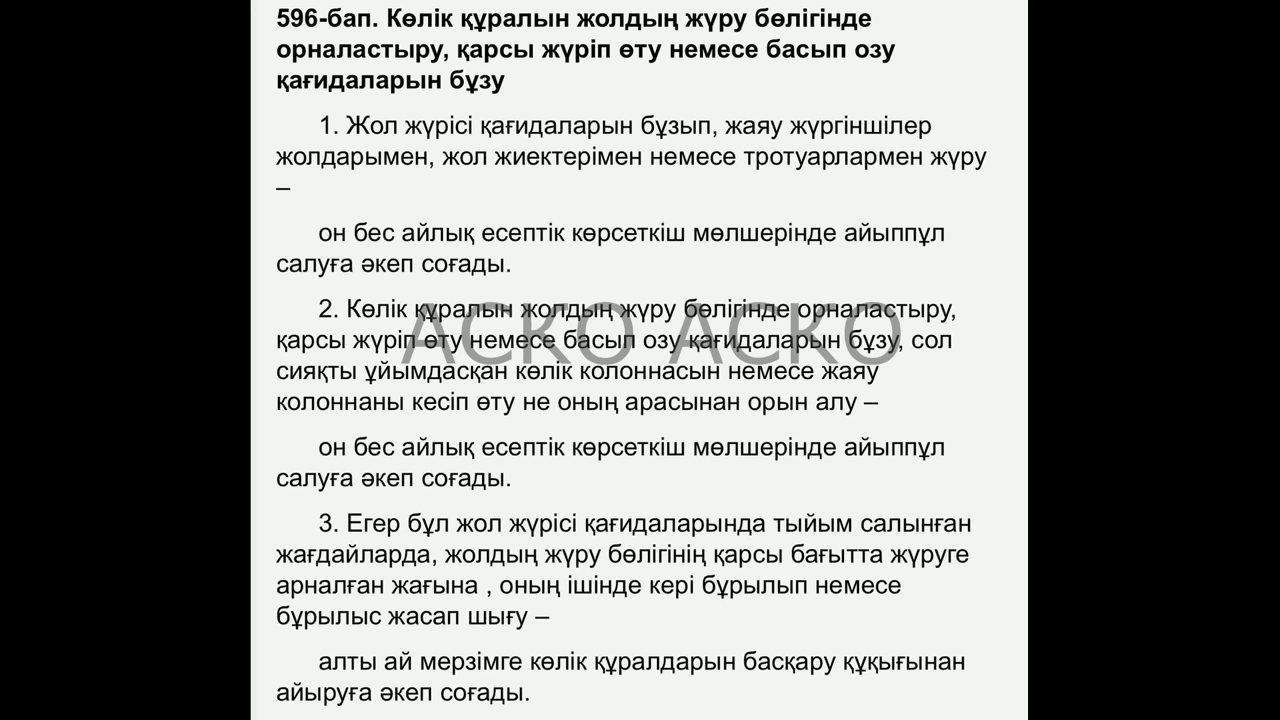 596-бап. Көлік құралын жолдың жүру бөлігінде
орналастыру, қарсы жүріп өту немесе басып озу
қағидаларын бұзу
1. Жол жүрісі қағидаларын бұзып, жаяу жүргіншілер
жолдарымен, жол жиектерімен немесе тротуарлармен жүру
–
он бес айлық есептік көрсеткіш мөлшерінде айыппұл
салуға әкеп соғады.
2. Көлік құралын жолдың жүру бөлігінде орналастыру,
қарсы жүріп өту немесе басып озу қағидаларын бұзу, сол
АСКО АСКО
сияқты ұйымдасқан көлік колоннасын немесе жаяу
колоннаны кесіп өту не оның арасынан орын алу –
он бес айлық есептік көрсеткіш мөлшерінде айыппұл
салуға әкеп соғады.
3. Егер бұл жол жүрісі қағидаларында тыйым салынған
жағдайларда, жолдың жүру бөлігінің қарсы бағытта жүруге
арналған жағына , оның ішінде кері бұрылып немесе
бұрылыс жасап шығу –
алты ай мерзімге көлік құралдарын басқару құқығынан
айыруға әкеп соғады.